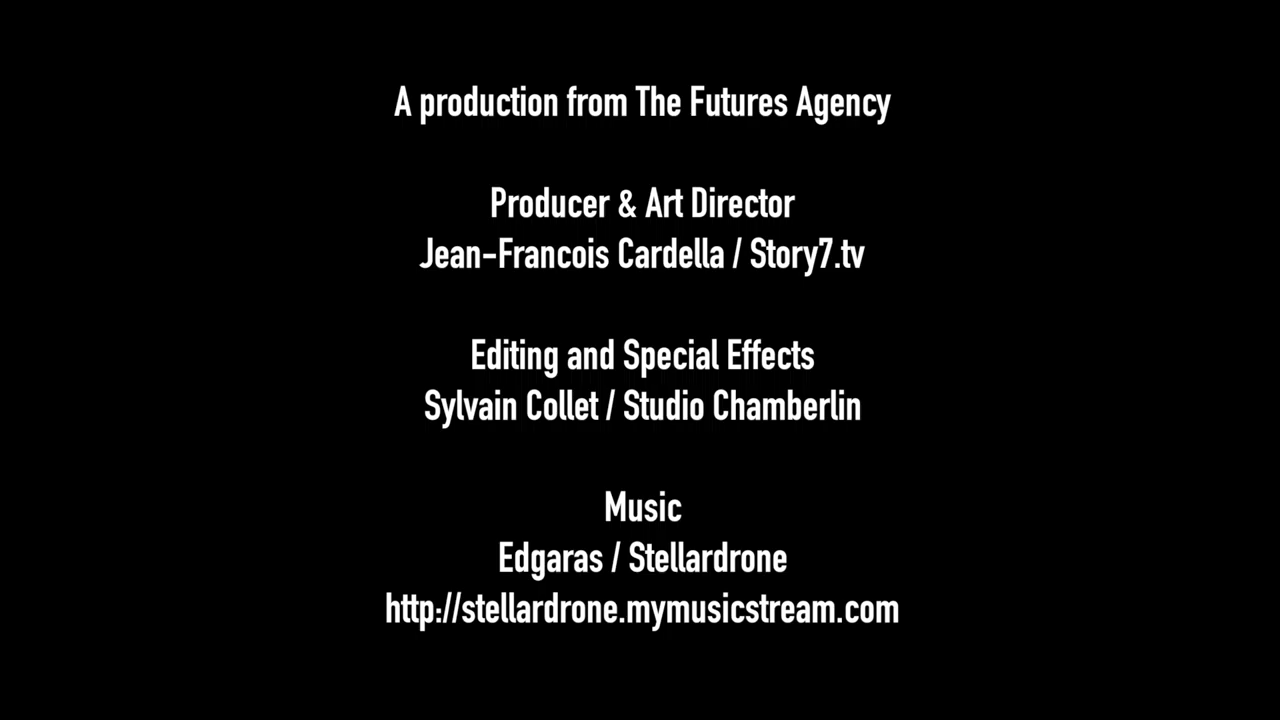 A production from The Futures Agency
Producer & Art Director
Jean-Francois Cardella / Story7.tv
Editing and Special Effects
Sylvain Collet / Studio Chamberlin
Music
Edgaras / Stellardrone
http://stellardrone.mymusicstream.com